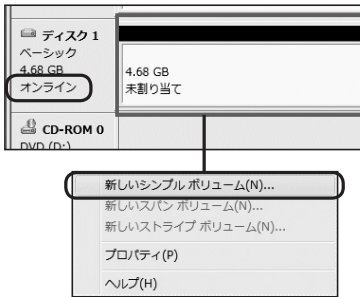 ディスク 1
ベーシック
4.68 GB
オンライン
4.68 GB
未割り当て
CD-ROM 0
DVD (D:)
新しいシンプル ボリューム(N)...
新しいスパン ボリューム(N)...
新しいストライプ ボリューム(N)...
プロパティ(P)
ヘルプ(H)